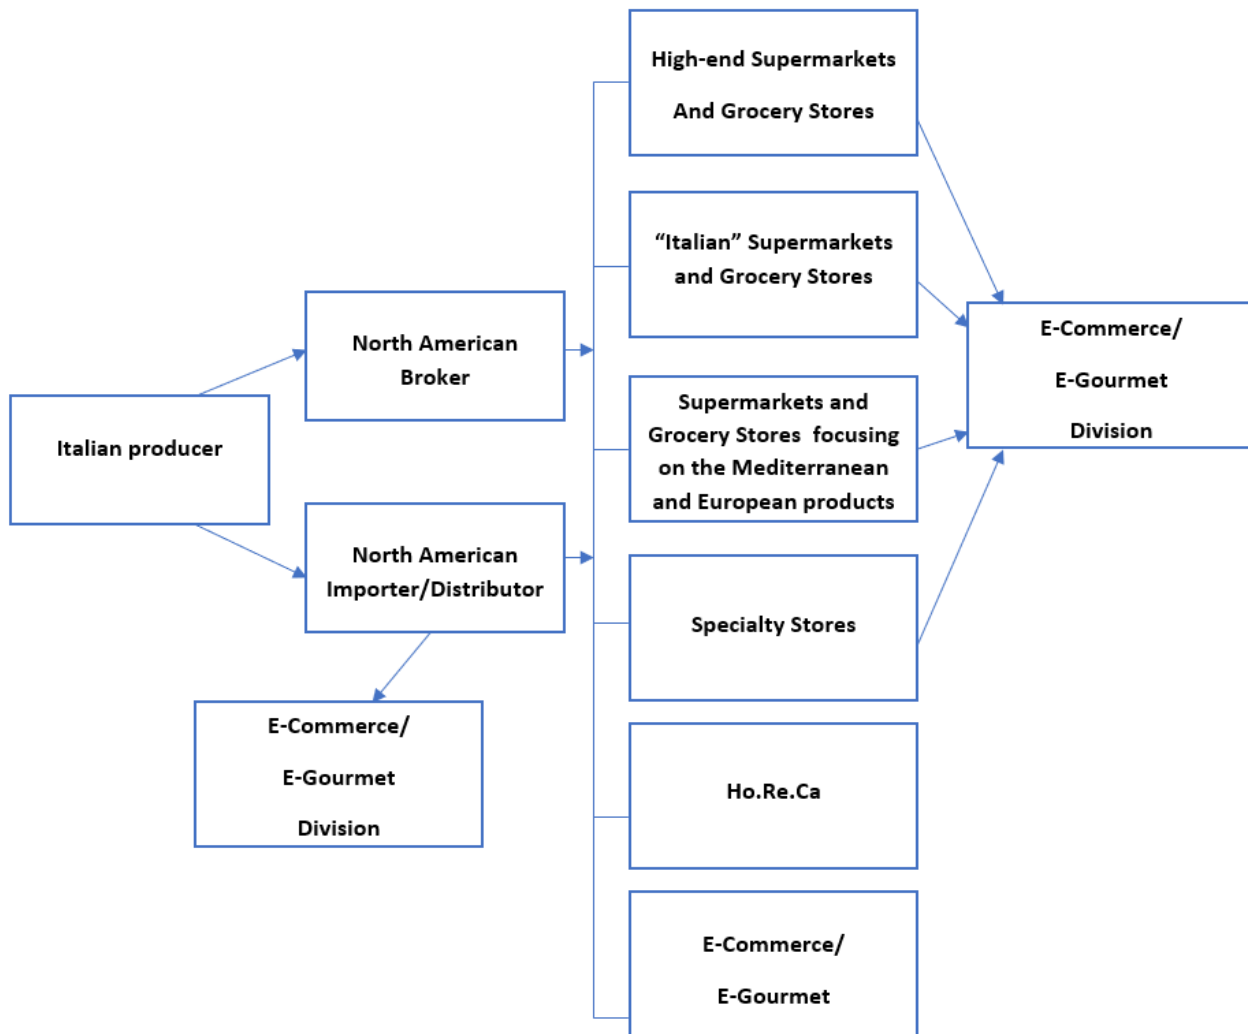 High-end Supermarkets
And Grocery Stores
“Italian” Supermarkets
and Grocery Stores
North American
Broker
E-Commerce/
E-Gourmet
Division
Italian producer
Supermarkets and
Grocery Stores focusing
on the Mediterranean
and European products
North American
Importer/Distributor
Specialty Stores
E-Commerce/
E-Gourmet
Division
Ho.Re.Ca
E-Commerce/
E-Gourmet